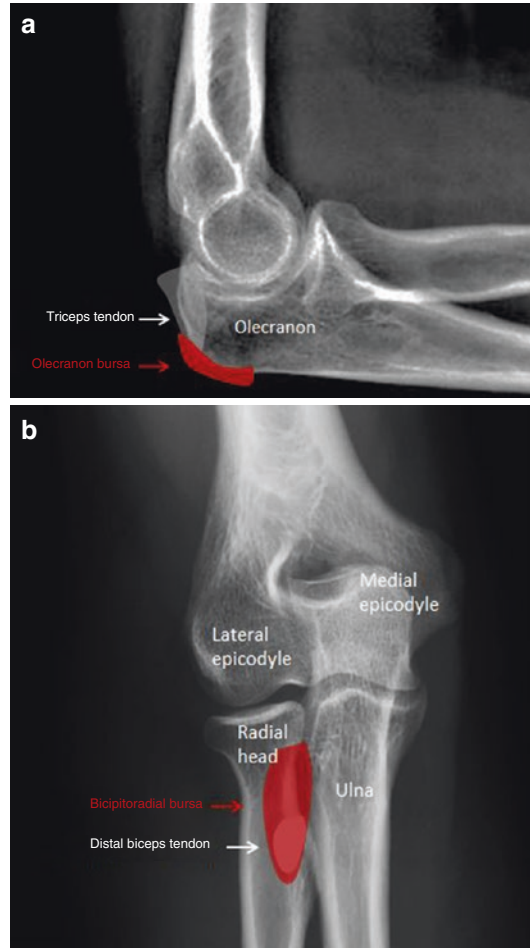 a
Triceps tendon
Olecranon
Olecranon bursa
b
Medial
epicodyle
Lateral
epicodyle
Radial
head
Ulna
Bicipitoradial bursa
Distal biceps tendon